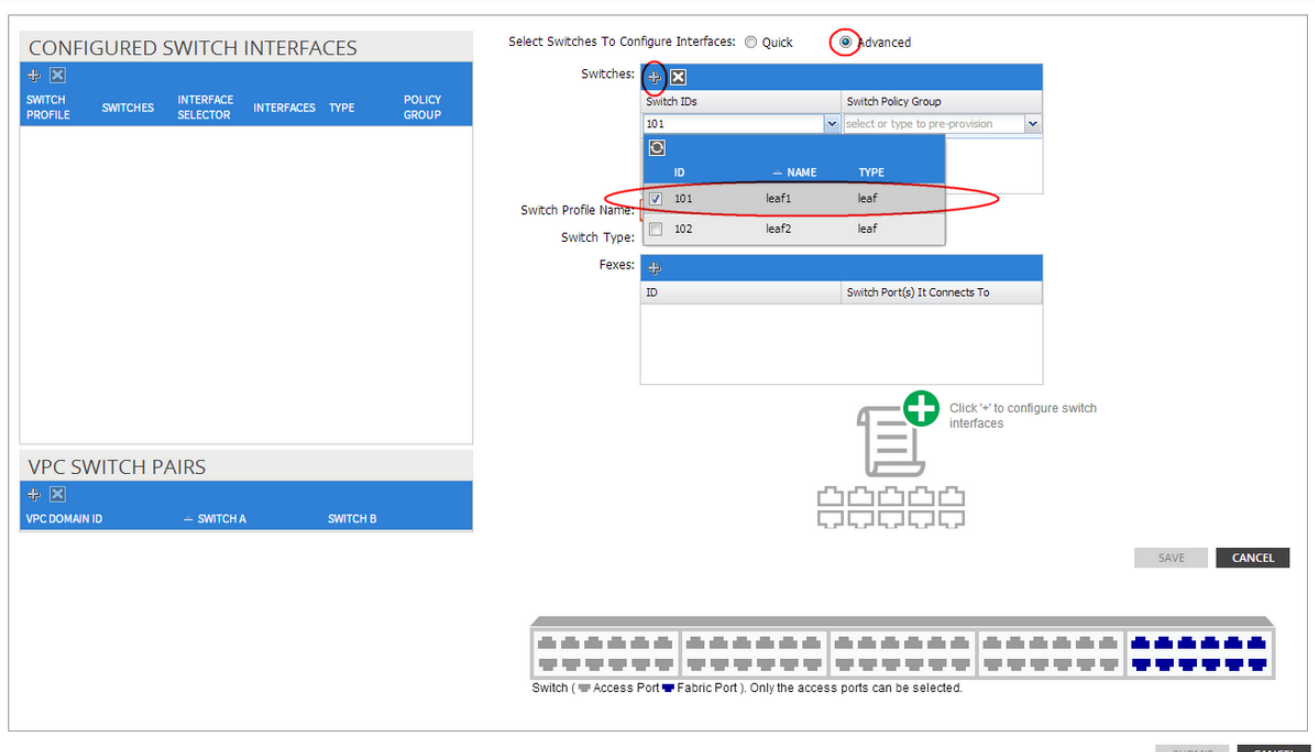 CONFIGURED SWITCH INTERFACES
SWITCH PROFILE SWITCHES INTERFACE SELECTOR INTERFACES TYPE POLICY GROUP
Select Switches To Configure Interfaces: Quick Advanced
Switches:
Switch IDs Switch Policy Group
101 select or type to pre-provision
ID NAME TYPE
101 leaf1 leaf
102 leaf2 leaf
Switch Profile Name:
Switch Type:
Fexes:
ID Switch Port(s) It Connects To
Click '+' to configure switch
interfaces
VPC SWITCH PAIRS
VPC DOMAIN ID SWITCH A SWITCH B
SAVE CANCEL
Switch ( Access Port Fabric Port ). Only the access ports can be selected.